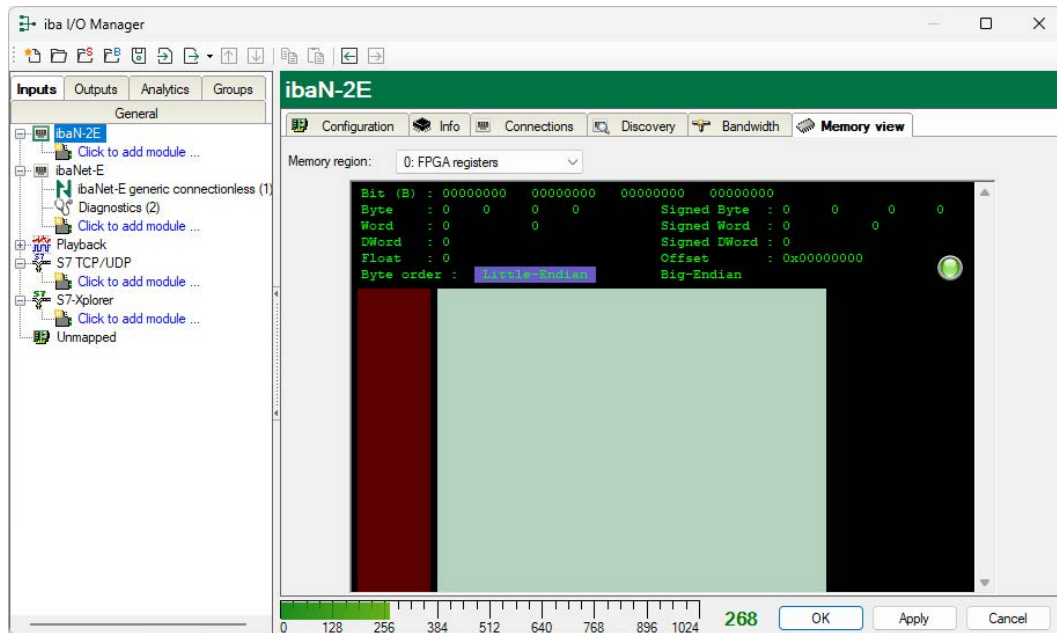 iba I/O Manager
Inputs Outputs Analytics Groups
General
ibaN-2E
Click to add module ...
ibaNet-E
ibaNet-E generic connectionless (1)
Diagnostics (2)
Click to add module ...
Playback
S7 TCP/UDP
Click to add module ...
S7-Xplorer
Click to add module ...
Unmapped
ibaN-2E
Configuration Info Connections Discovery Bandwidth Memory view
Memory region: 0: FPGA registers
Bit (B) : 00000000 00000000 00000000 00000000
Byte : 0 0 0 0 Signed Byte : 0 0 0 0
Word : 0 0 Signed Word : 0 0
DWord : 0 Signed DWord : 0
Float : 0 Offset : 0x00000000
Byte order : Little-Endian Big-Endian
0 128 256 384 512 640 768 896 1024
268 OK Apply Cancel